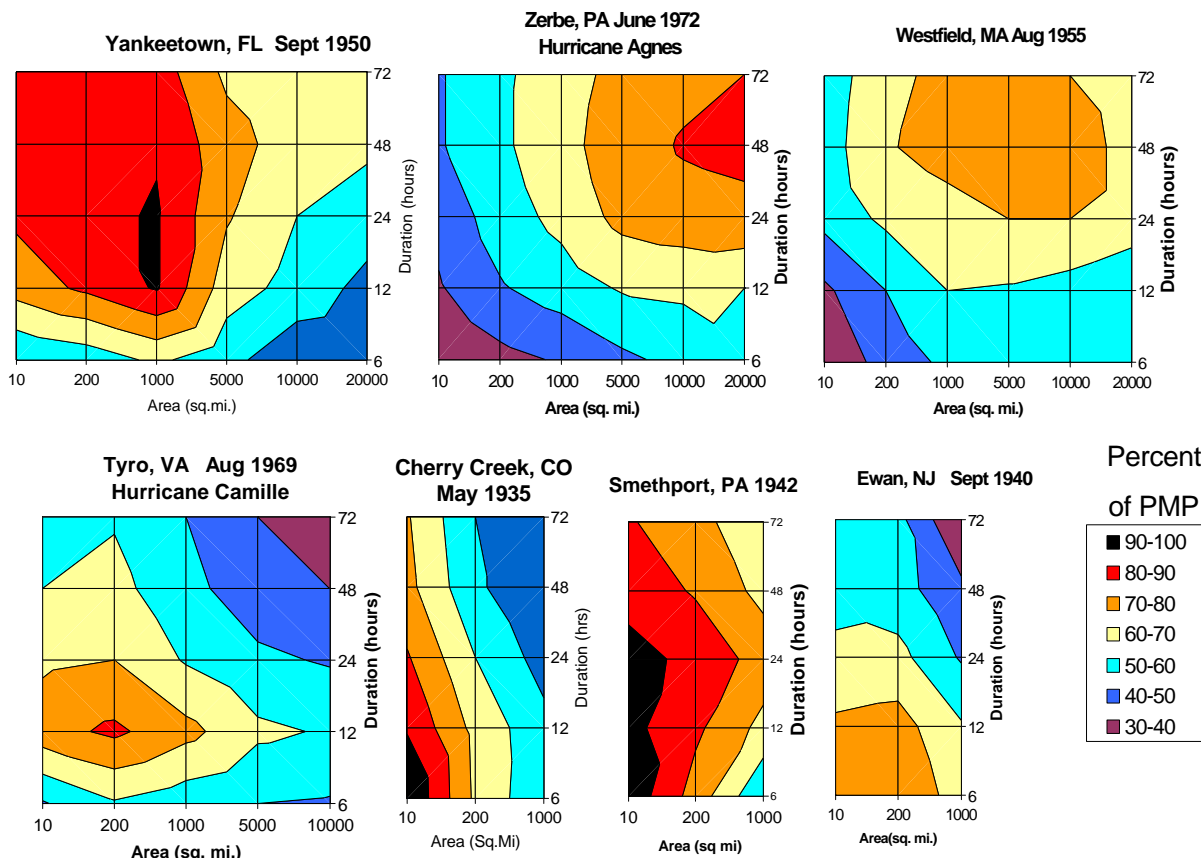 Yankeetown, FL Sept 1950
72
48
24
12
6
Duration (hours)
10 200 1000 5000 10000 20000
Area (sq.mi.)
Zerbe, PA June 1972
Hurricane Agnes
72
48
24
12
6
Duration (hours)
10 200 1000 5000 10000 20000
Area (sq. mi.)
Westfield, MA Aug 1955
72
48
24
12
6
Duration (hours)
10 200 1000 5000 10000 20000
Area (sq.mi.)
Tyro, VA Aug 1969
Hurricane Camille
72
48
24
12
6
Duration (hours)
10 200 1000 5000 10000
Area (sq. mi.)
Cherry Creek, CO
May 1935
72
48
24
12
6
Duration (hrs)
10 200 1000
Area (Sq.Mi)
Smethport, PA 1942
72
48
24
12
6
Duration (hours)
10 200 1000
Area (sq mi)
Ewan, NJ Sept 1940
72
48
24
12
6
Duration (hours)
10 200 1000
Area(sq. mi.)
Percent
of PMP
90-100
80-90
70-80
60-70
50-60
40-50
30-40